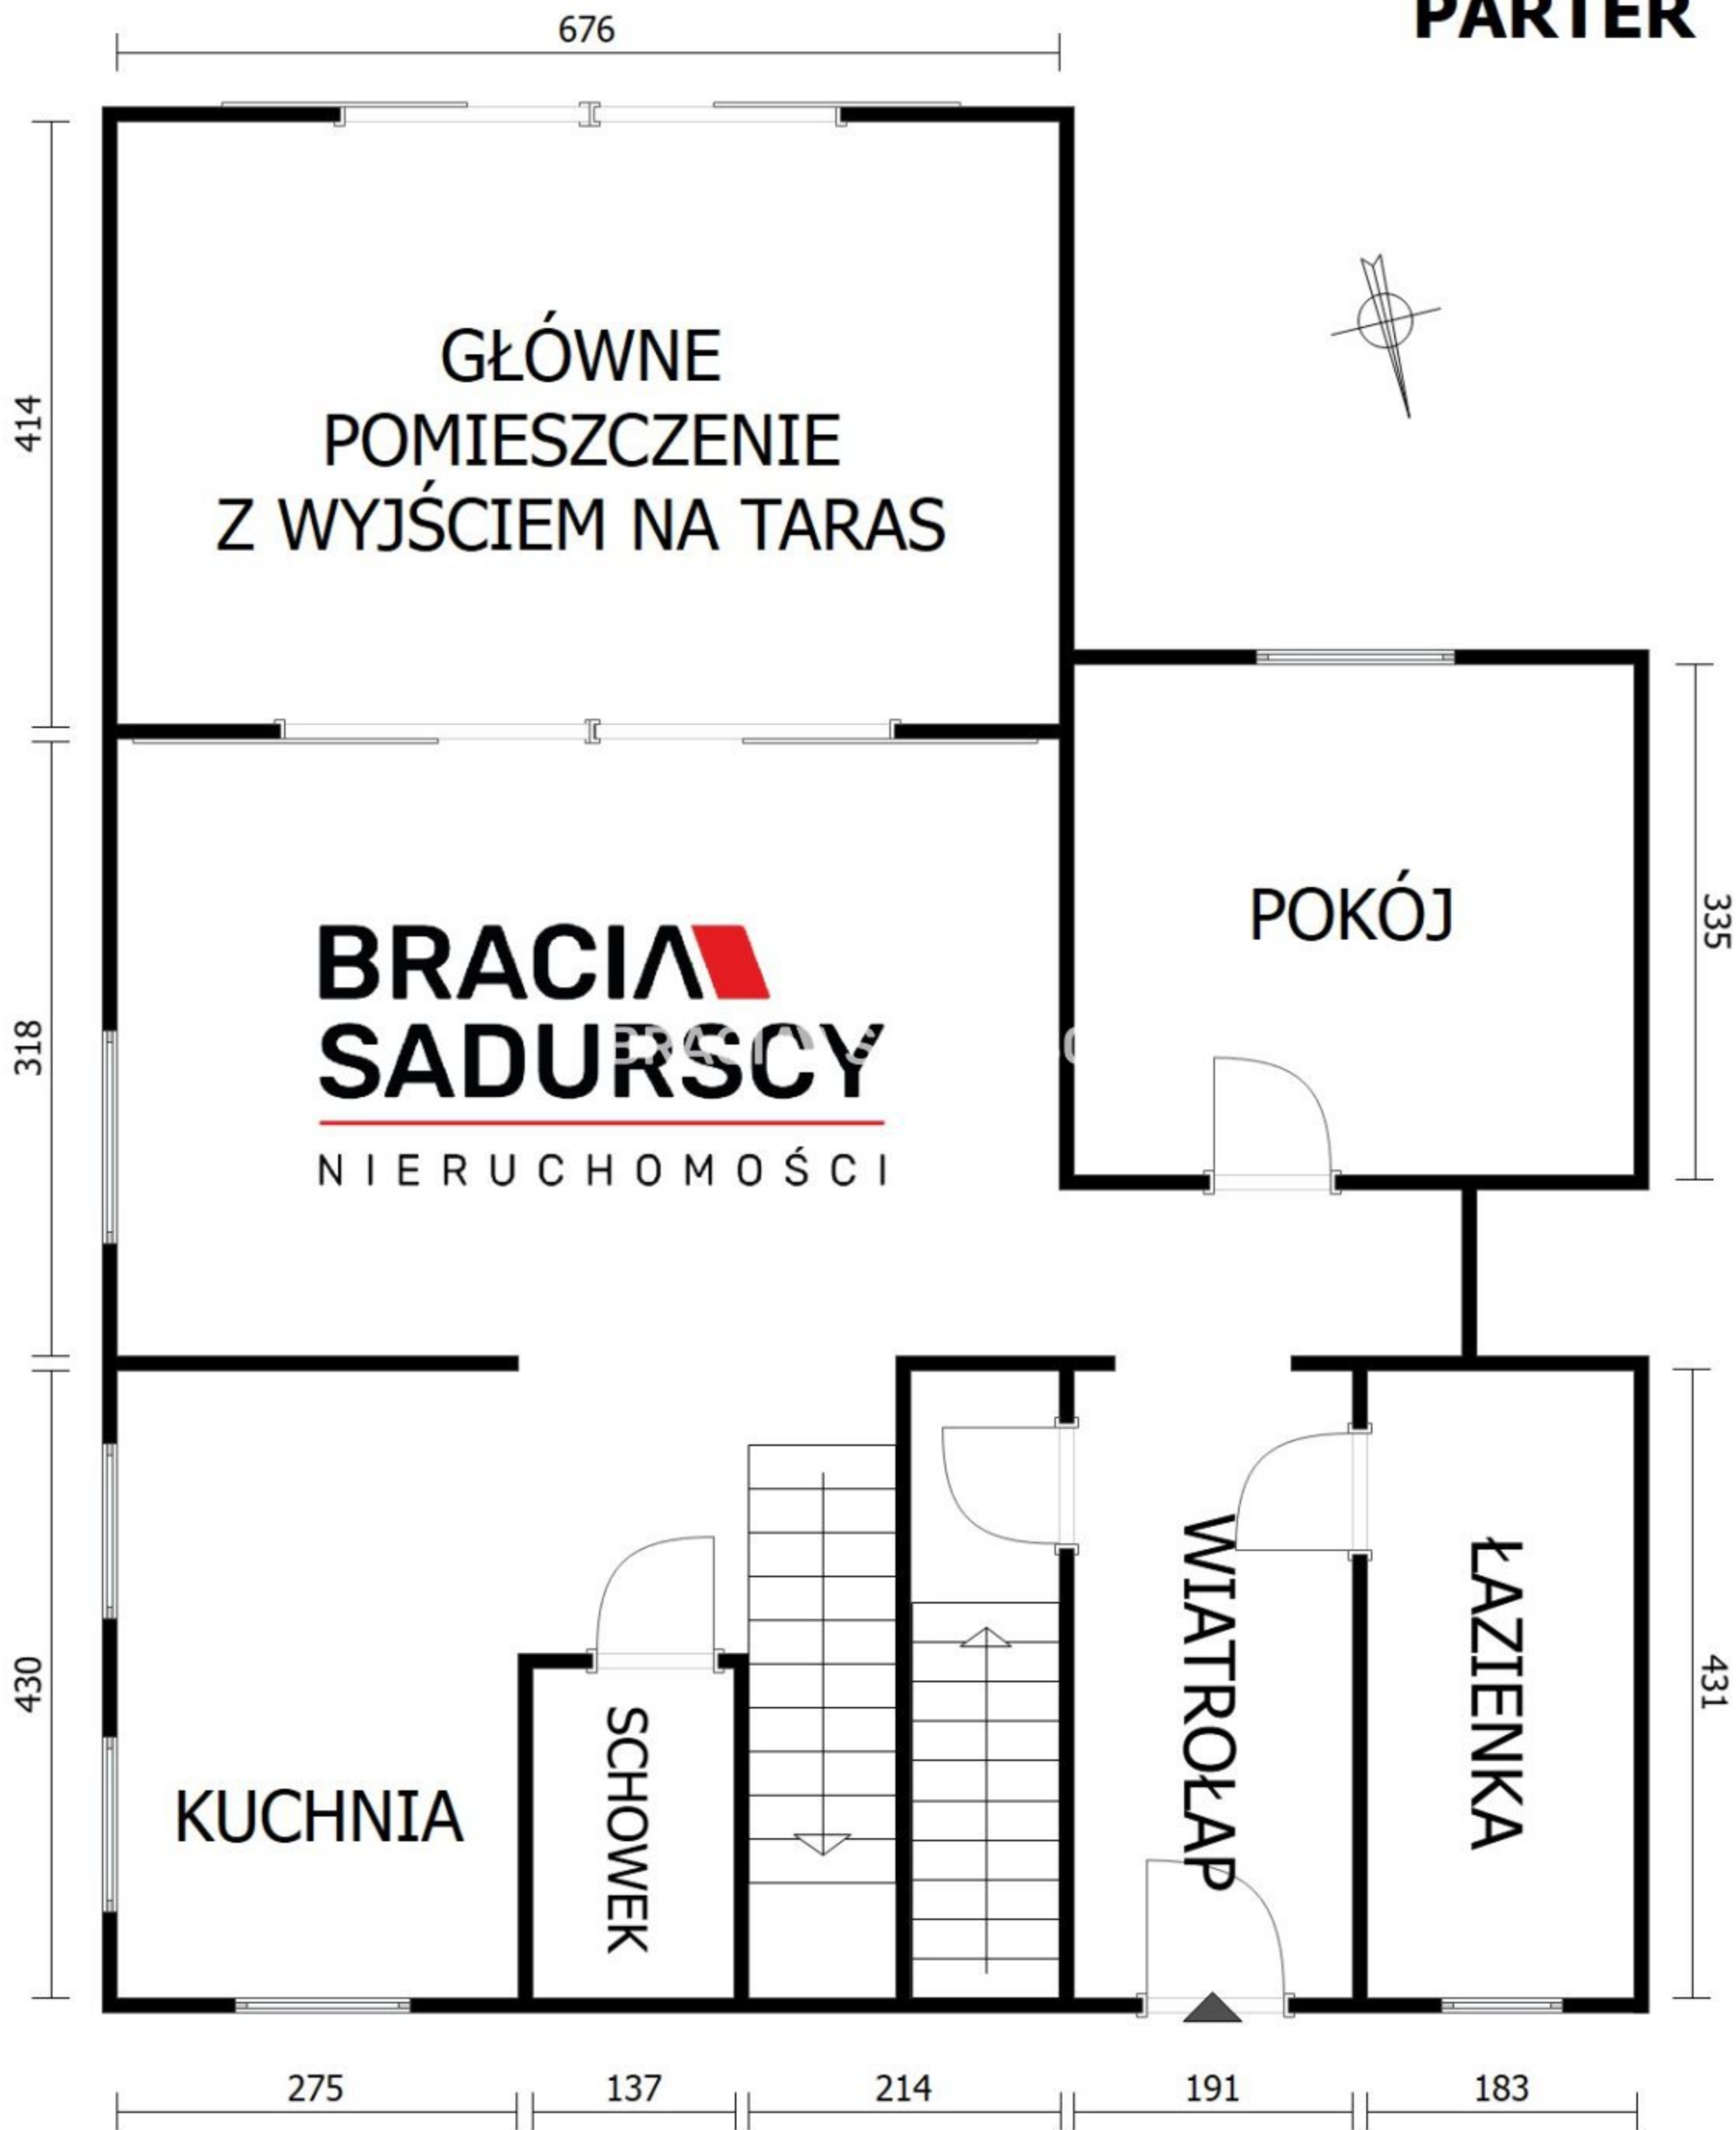 PARTER
676
GŁÓWNE
POMIESZCZENIE
Z WYJŚCIEM NA TARAS
414
POKÓJ
335
BRACIA
SADURSCY
NIERUCHOMOŚCI
318
KUCHNIA
SCHOWEK
WIATROŁAP
ŁAZIENKA
430
431
275
137
214
191
183